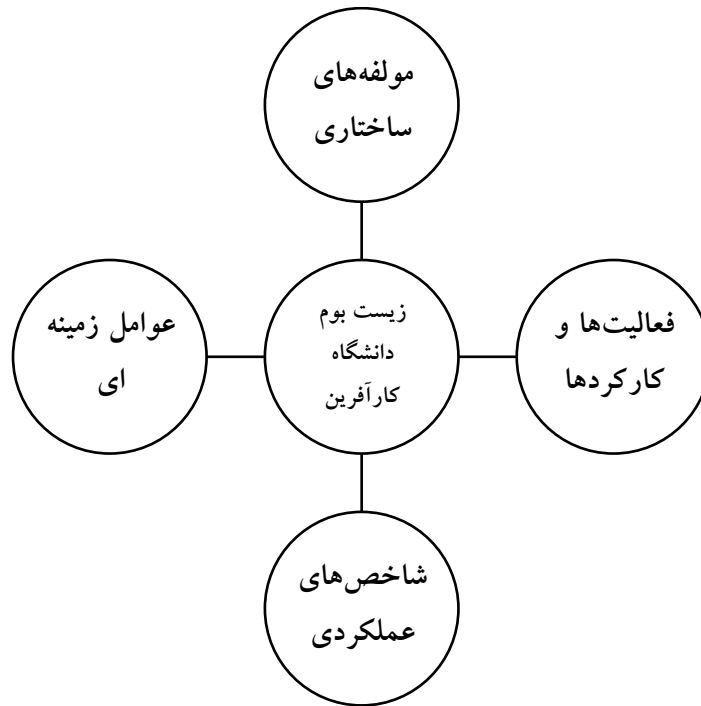 مولفه‌های
ساختاری
فعالیت‌ها و
کارکردها
زیست بوم
دانشگاه
کارآفرین
عوامل زمینه
ای
شاخص‌های
عملکردی